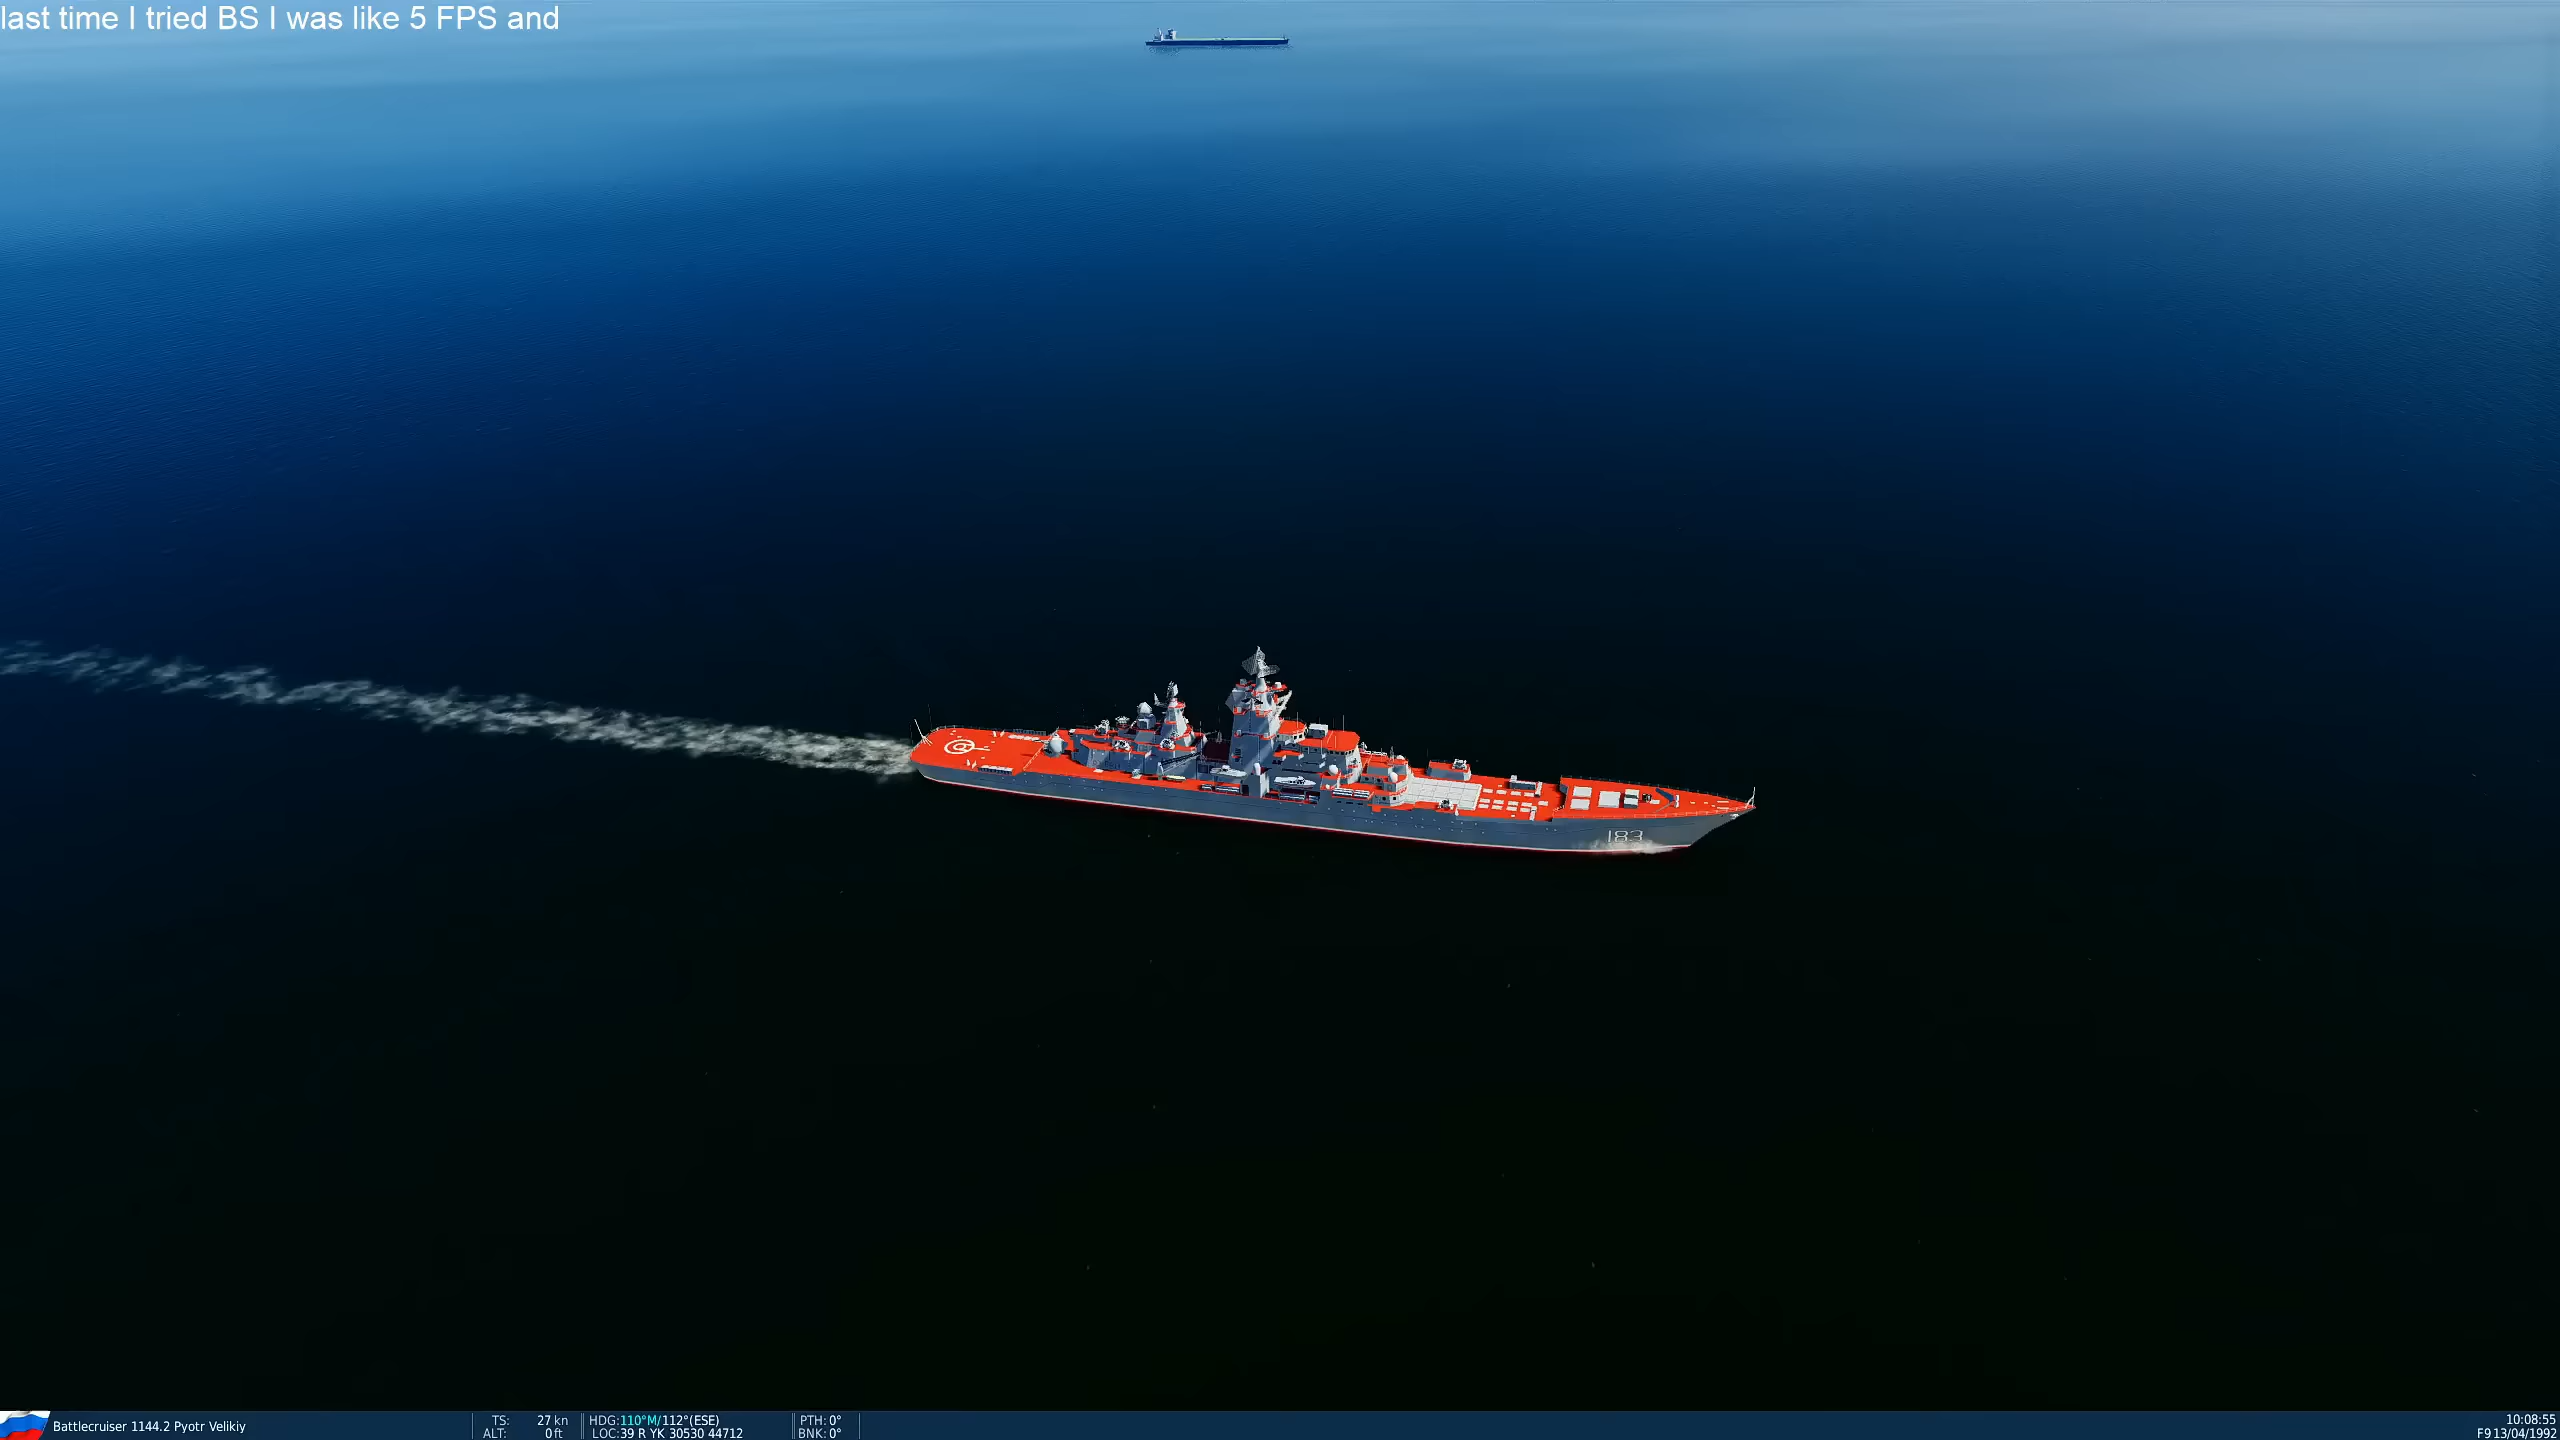 last time I tried BS I was like 5 FPS and
183
Battlecruiser 1144.2 Pyotr Velikiy
TS: 27 kn
ALT: 0 ft
HDG:110°M/112°(ESE)
LOC:39 R YK 30530 44712
PTH: 0°
BNK: 0°
10:08:55
F9 13/04/1992